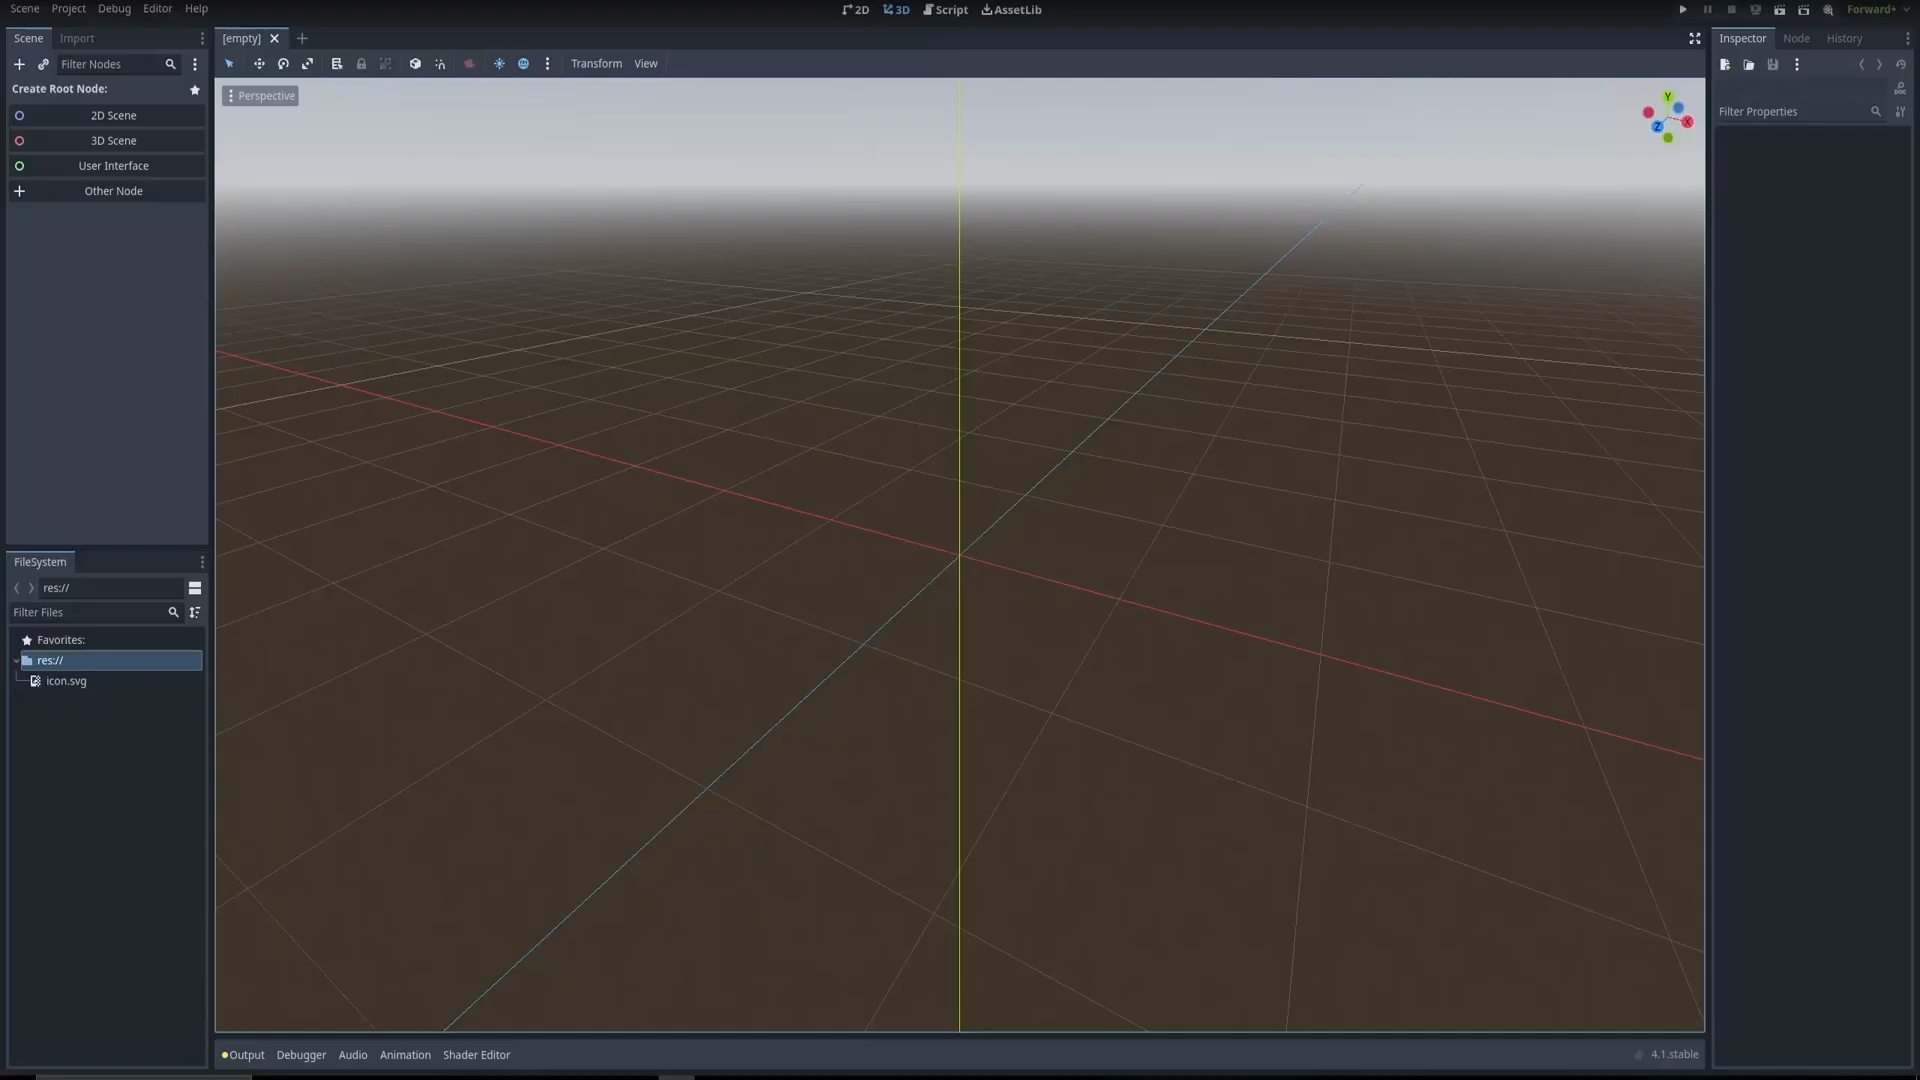 Scene Project Debug Editor Help
2D 3D Script AssetLib
Forward+
Scene Import
[empty]
Inspector Node History
Filter Nodes
Transform View
Create Root Node:
2D Scene
3D Scene
User Interface
Other Node
Perspective
Y
X
Z
DOC
Filter Properties
FileSystem
res://
Filter Files
Favorites:
res://
icon.svg
Output Debugger Audio Animation Shader Editor
4.1.stable